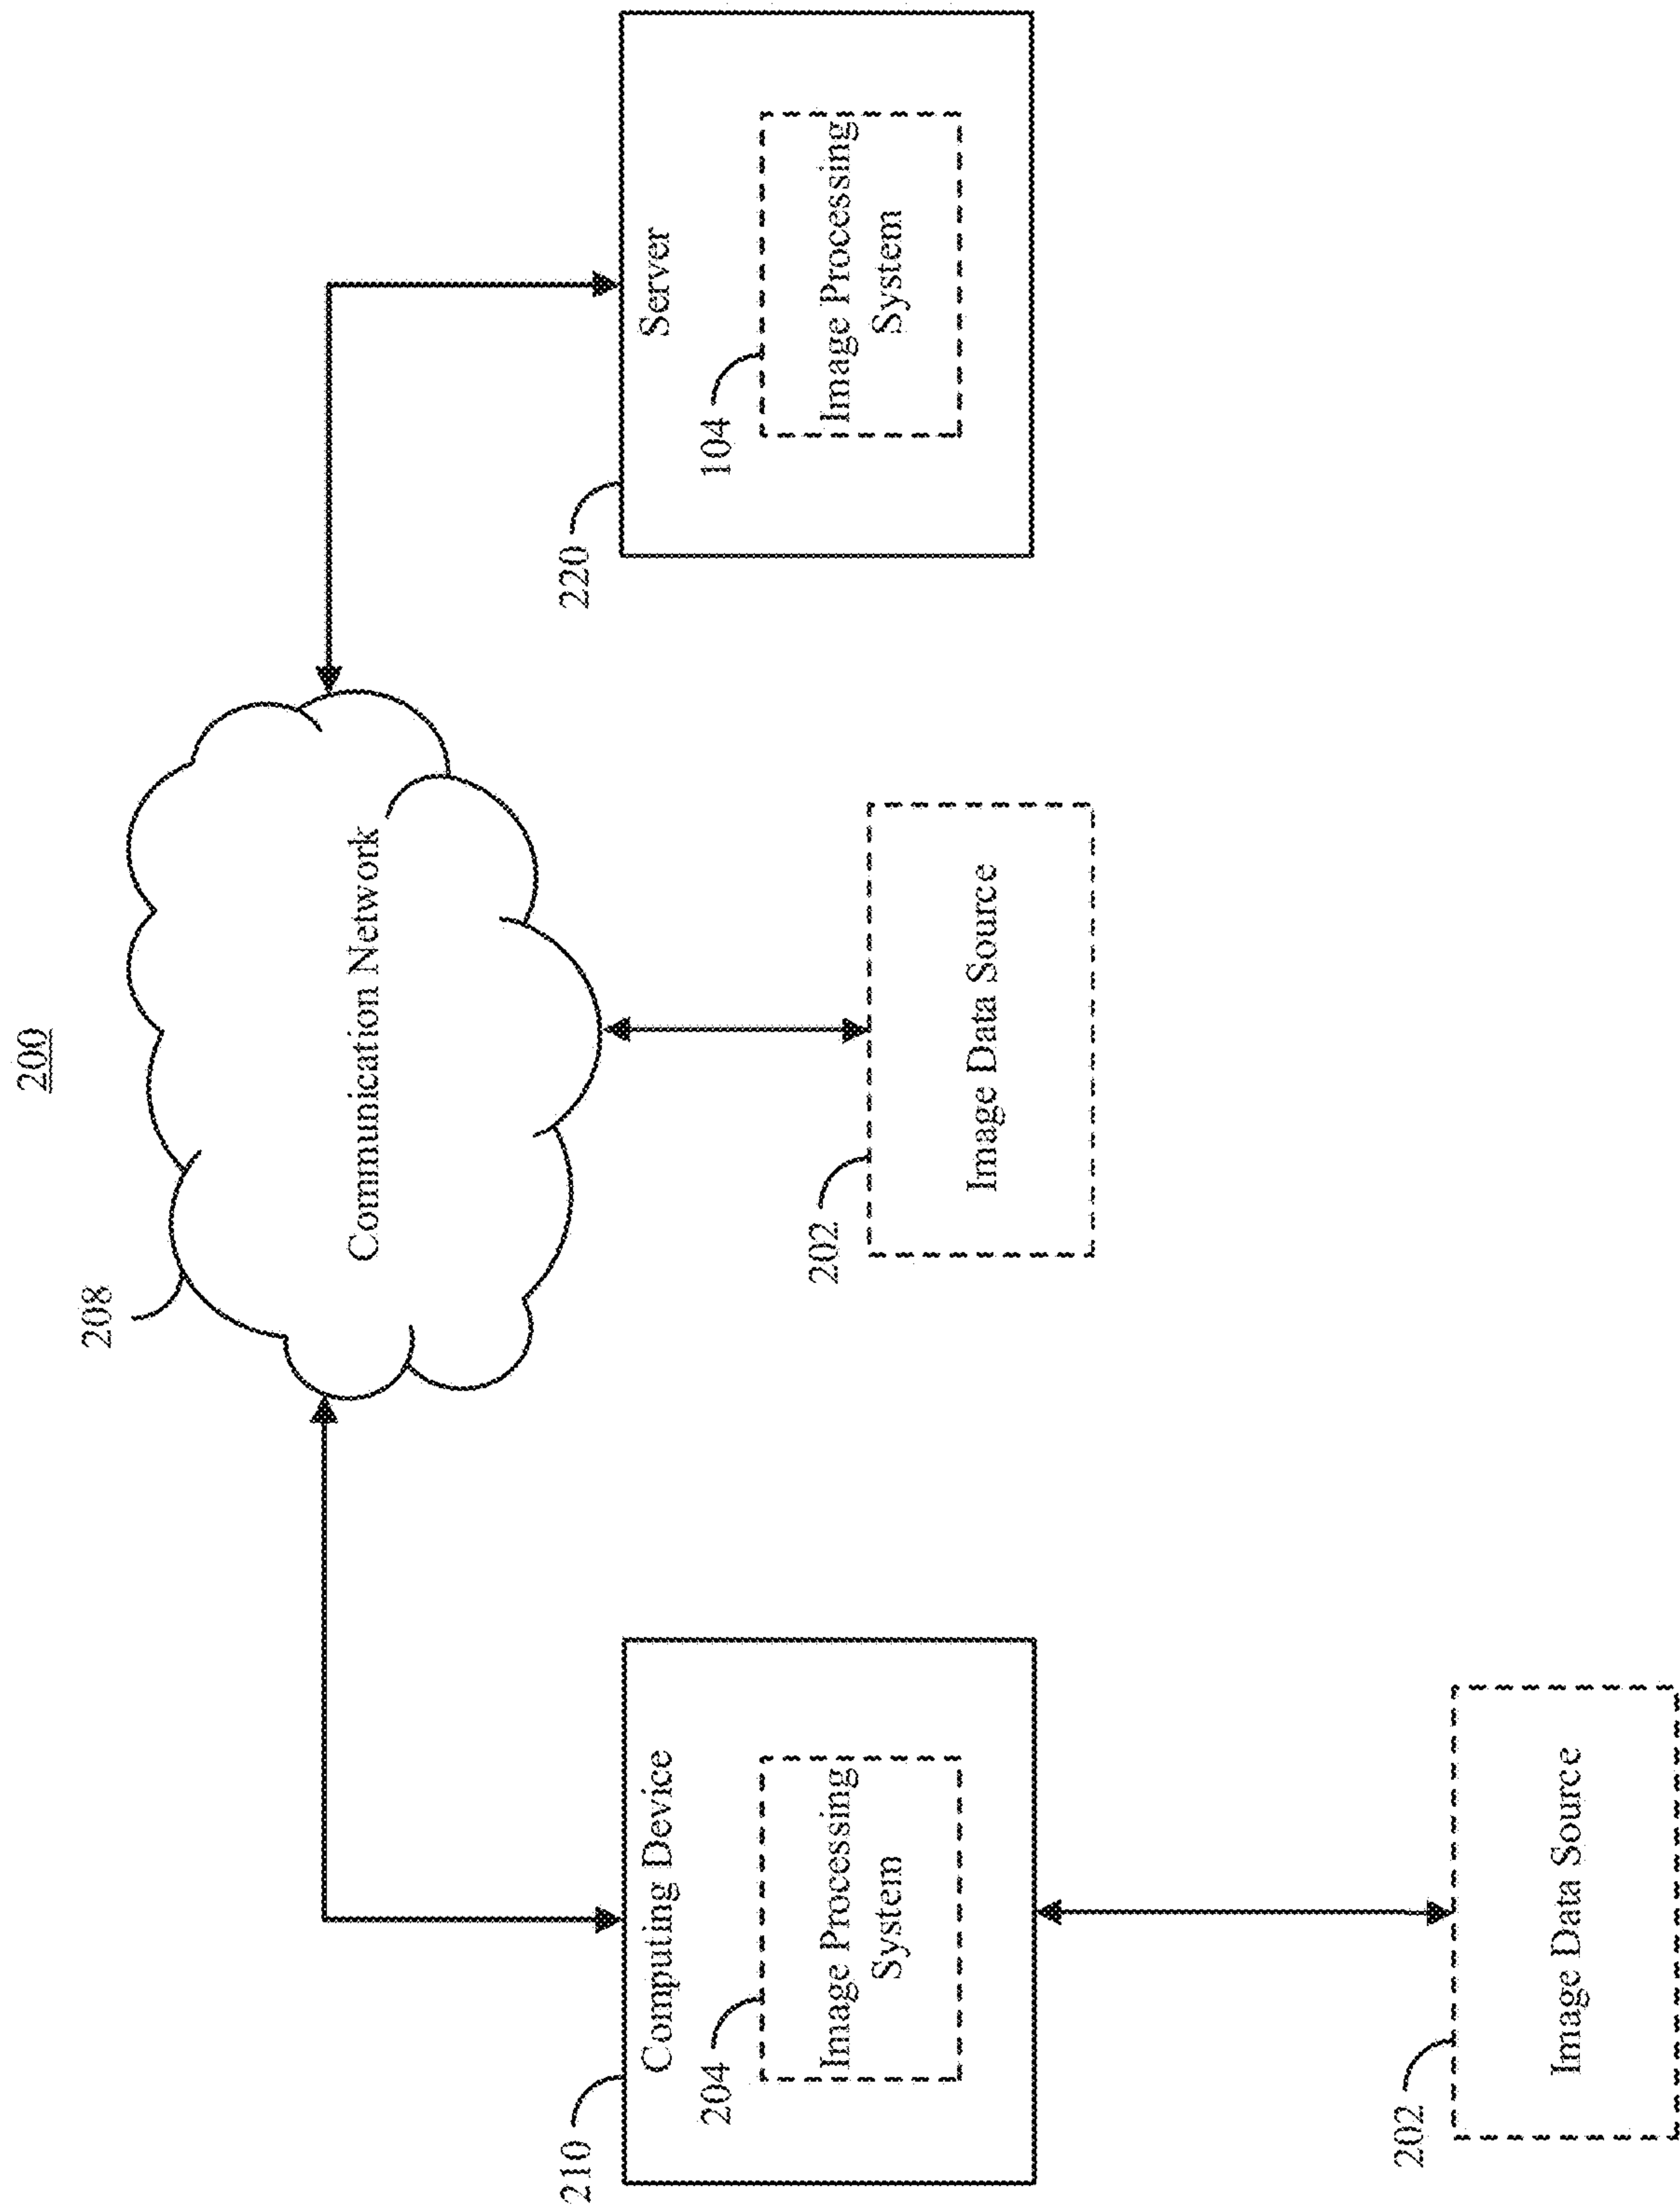 200
208
Communication Network
210
Computing Device
204
Image Processing
System
202
Image Data Source
202
Image Data Source
220
Server
104
Image Processing
System